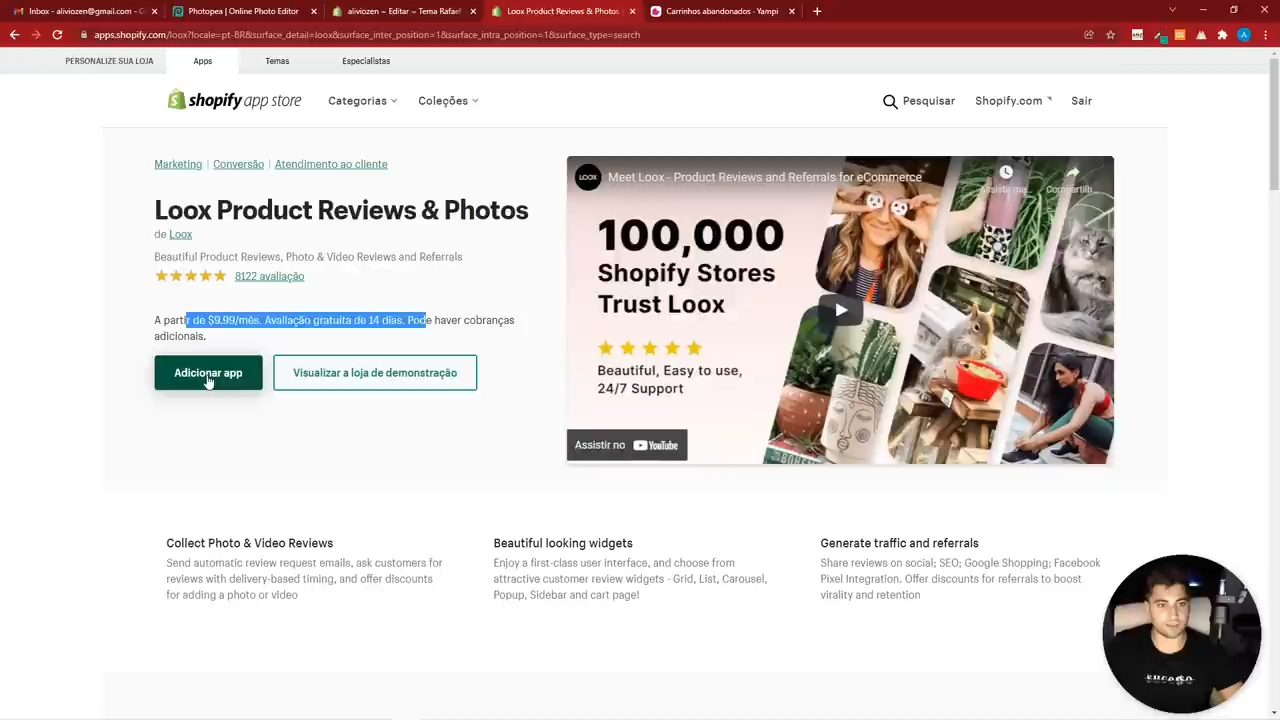 Inbox - aliviozen@gmail.com - G
Photopea | Online Photo Editor
aliviozen ~ Editar ~ Tema Rafael
Loox Product Reviews & Photos
Carrinhos abandonados - Yampi
apps.shopify.com/loox?locale=pt-BR&surface_detail=loox&surface_inter_position=1&surface_intra_position=1&surface_type=search
PERSONALIZE SUA LOJA
Apps
Temas
Especialistas
shopify app store
Categorias
Coleções
Pesquisar
Shopify.com
Sair
Marketing | Conversão | Atendimento ao cliente
Loox Product Reviews & Photos
de Loox
Beautiful Product Reviews, Photo & Video Reviews and Referrals
8122 avaliação
A partir de $9.99/mês. Avaliação gratuita de 14 dias. Pode haver cobranças
adicionais.
Adicionar app
Visualizar a loja de demonstração
LOOX
Meet Loox - Product Reviews and Referrals for eCommerce
Assistir ma...
Compartilh...
100,000
Shopify Stores
Trust Loox
Beautiful, Easy to use,
24/7 Support
Assistir no YouTube
Collect Photo & Video Reviews
Send automatic review request emails, ask customers for
reviews with delivery-based timing, and offer discounts
for adding a photo or video
Beautiful looking widgets
Enjoy a first-class user interface, and choose from
attractive customer review widgets - Grid, List, Carousel,
Popup, Sidebar and cart page!
Generate traffic and referrals
Share reviews on social; SEO; Google Shopping; Facebook
Pixel Integration. Offer discounts for referrals to boost
virality and retention